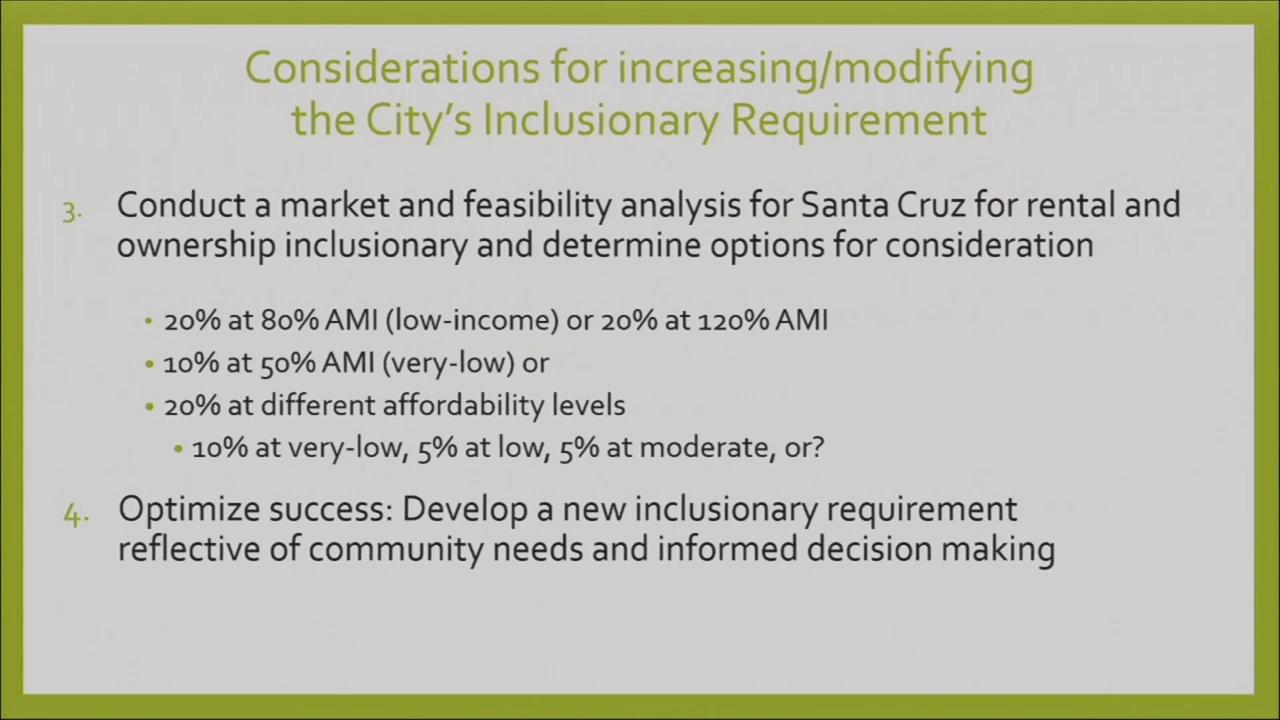 Considerations for increasing/modifying
the City's Inclusionary Requirement
3. Conduct a market and feasibility analysis for Santa Cruz for rental and
ownership inclusionary and determine options for consideration
• 20% at 80% AMI (low-income) or 20% at 120% AMI
• 10% at 50% AMI (very-low) or
• 20% at different affordability levels
• 10% at very-low, 5% at low, 5% at moderate, or?
4. Optimize success: Develop a new inclusionary requirement
reflective of community needs and informed decision making